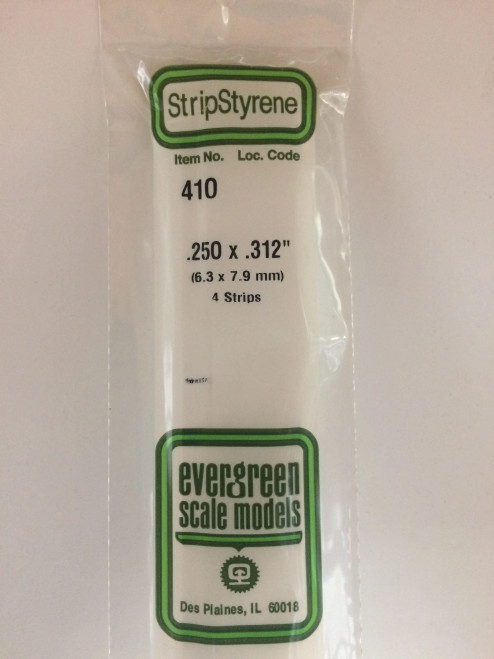 StripStyrene
Item No. Loc. Code
410
.250 x .312"
(6.3 x 7.9 mm)
4 Strips
evergreen
scale models
Des Plaines, IL 60018